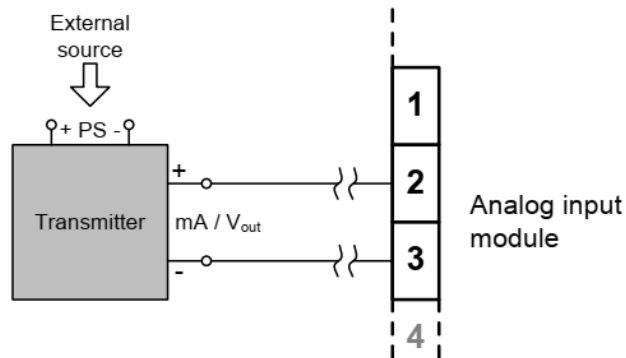 External
source
+ PS -
Transmitter
+
mA / Vout
-
1
2
3
4
Analog input
module